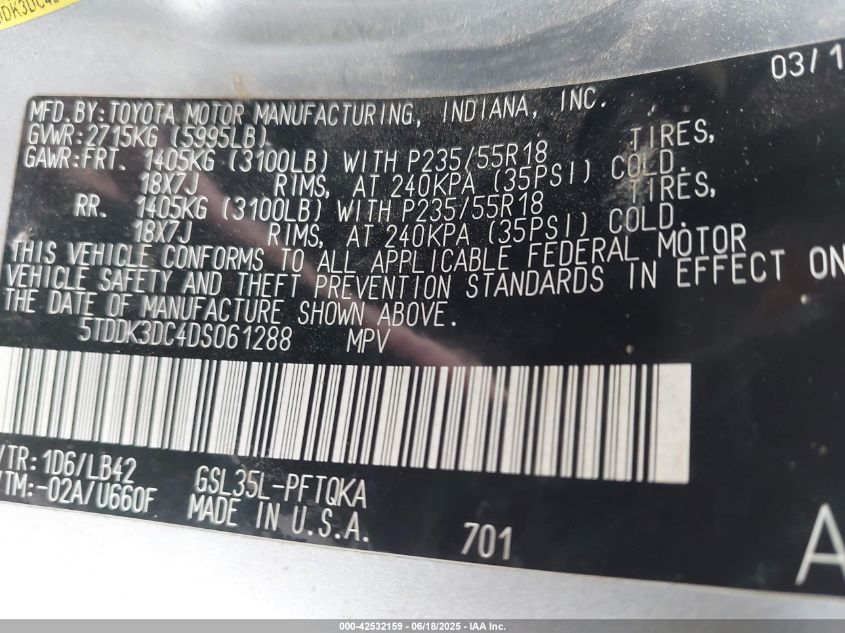 DDK3DC4D
03/1
MFD.BY:TOYOTA MOTOR MANUFACTURING, INDIANA, INC.
GVWR:2715KG (5995LB)
GAWR:FRT. 1405KG (3100LB) WITH P235/55R18 TIRES,
18X7J RIMS, AT 240KPA (35PSI) COLD.
RR. 1405KG (3100LB) WITH P235/55R18 TIRES,
18X7J RIMS, AT 240KPA (35PSI) COLD.
THIS VEHICLE CONFORMS TO ALL APPLICABLE FEDERAL MOTOR
VEHICLE SAFETY AND THEFT PREVENTION STANDARDS IN EFFECT ON
THE DATE OF MANUFACTURE SHOWN ABOVE.
5TDDK3DC4DS061288 MPV
/TR:1D6/LB42 GSL35L-PFTQKA
/TM:-02A/U660F MADE IN U.S.A. 701
A
000-42532159 - 06/18/2025 - IAA Inc.